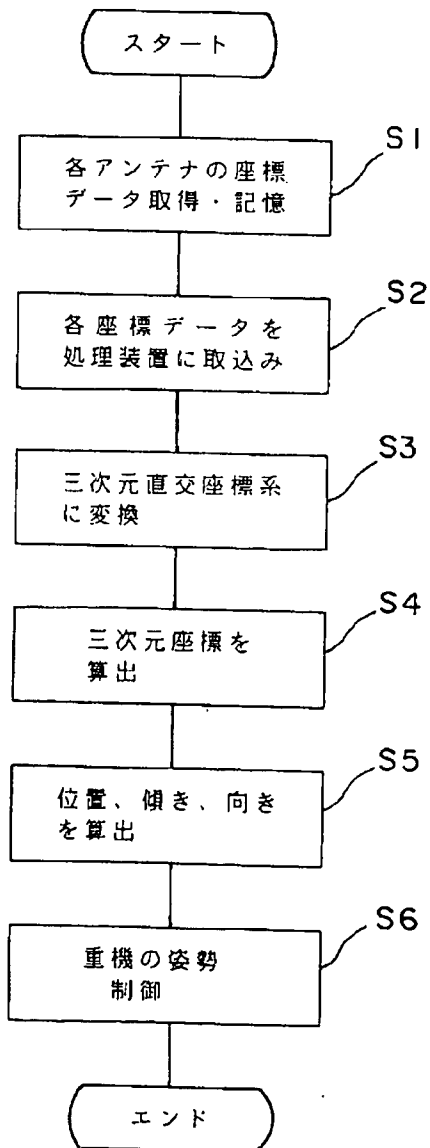 スタート
S1
各アンテナの座標
データ取得・記憶
S2
各座標データを
処理装置に取込み
S3
三次元直交座標系
に変換
S4
三次元座標を
算出
S5
位置、傾き、向き
を算出
S6
重機の姿勢
制御
エンド